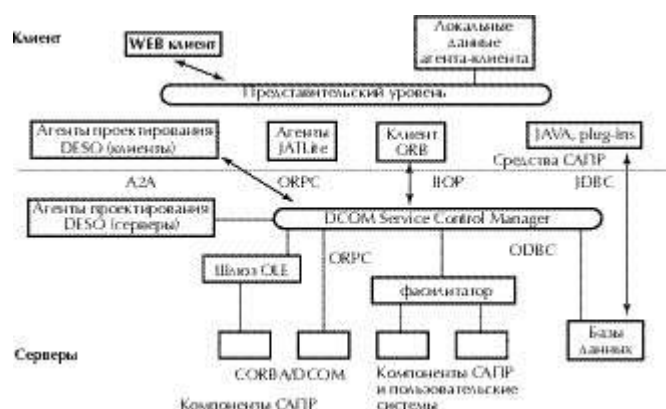 Клиент
WEB клиент
Локальные
данные
агента-клиента
Представительский уровень
Агенты проектирования
DESO (клиенты)
Агенты
JATLite
Клиент
ORB
JAVA, plug-ins
Средства САПР
A2A
ORPC
IIOP
JDBC
Агенты проектирования
DESO (серверы)
DCOM Service Control Manager
Шлюз OLE
ORPC
ODBC
фасилитатор
Базы
данных
Серверы
CORBA/DCOM
Компоненты САПР
Компоненты САПР
и пользовательские
системы